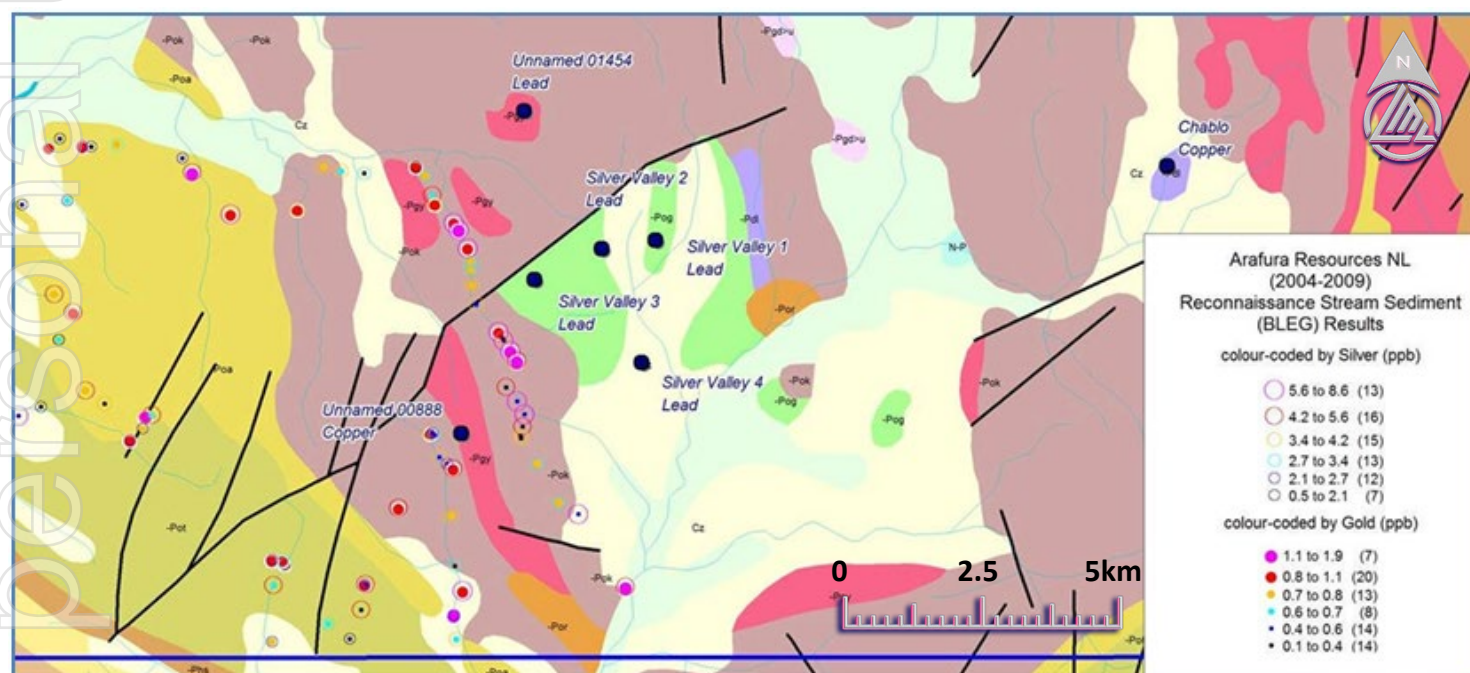 personal
-Pok
-Pok
-Pgd>u
Unnamed 01454
Lead
N
-Poa
-Pgy
Cz
Chablo
Copper
-Pgd>u
Cz
Silver Valley 2
Lead
-Pgy
-Pgy
-Pog
-Pdl
-Pok
Silver Valley 1
Lead
N-P
Silver Valley 3
Lead
-Por
-Poa
Silver Valley 4
Lead
-Pok
-Pok
-Pog
-Pog
Unnamed 00888
Copper
-Pgy
-Pok
-Pot
Cz
-Pok
-Por
0 2.5 5km
Arafura Resources NL
(2004-2009)
Reconnaissance Stream Sediment
(BLEG) Results
colour-coded by Silver (ppb)
5.6 to 8.6 (13)
4.2 to 5.6 (16)
3.4 to 4.2 (15)
2.7 to 3.4 (13)
2.1 to 2.7 (12)
0.5 to 2.1 (7)
colour-coded by Gold (ppb)
1.1 to 1.9 (7)
0.8 to 1.1 (20)
0.7 to 0.8 (13)
0.6 to 0.7 (8)
0.4 to 0.6 (14)
0.1 to 0.4 (14)